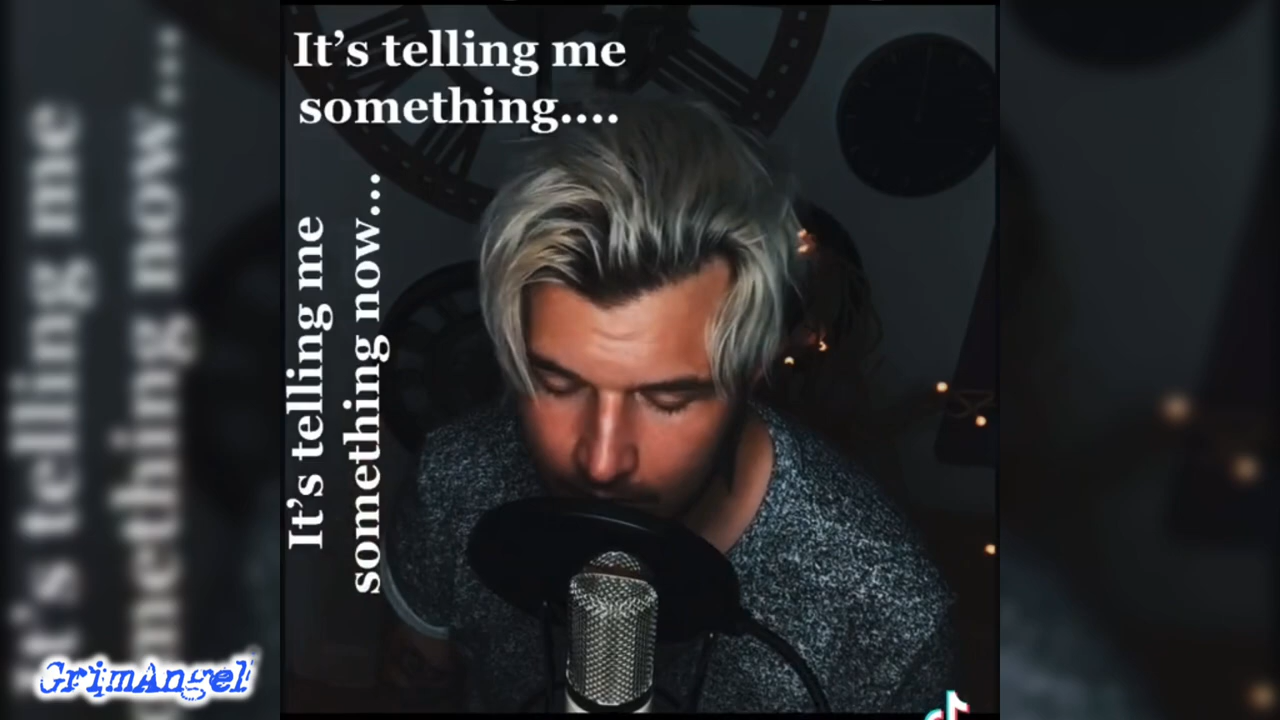 It's telling me
something....
It's telling me
something now...
GrimAngel